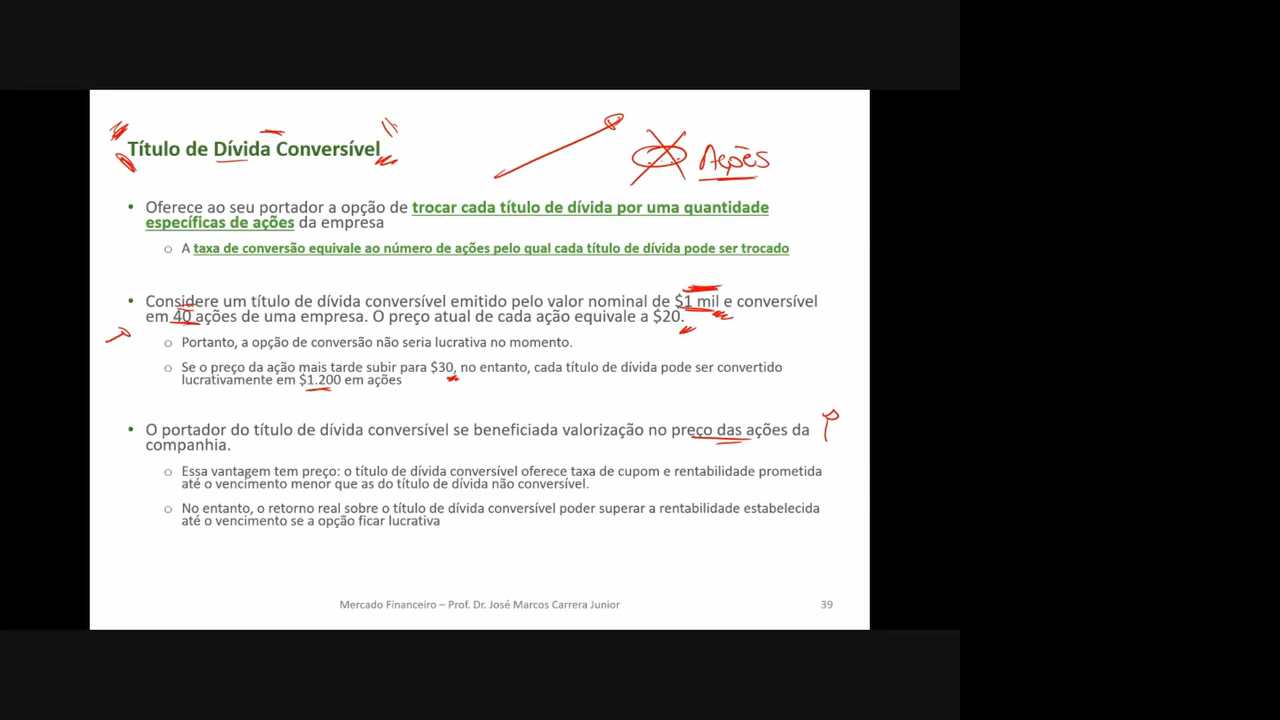 Título de Dívida Conversível
Ações
• Oferece ao seu portador a opção de trocar cada título de dívida por uma quantidade
específicas de ações da empresa
○ A taxa de conversão equivale ao número de ações pelo qual cada título de dívida pode ser trocado
• Considere um título de dívida conversível emitido pelo valor nominal de $1 mil e conversível
em 40 ações de uma empresa. O preço atual de cada ação equivale a $20.
○ Portanto, a opção de conversão não seria lucrativa no momento.
○ Se o preço da ação mais tarde subir para $30, no entanto, cada título de dívida pode ser convertido
lucrativamente em $1.200 em ações
• O portador do título de dívida conversível se beneficiada valorização no preço das ações da
companhia.
○ Essa vantagem tem preço: o título de dívida conversível oferece taxa de cupom e rentabilidade prometida
até o vencimento menor que as do título de dívida não conversível.
○ No entanto, o retorno real sobre o título de dívida conversível poder superar a rentabilidade estabelecida
até o vencimento se a opção ficar lucrativa
Mercado Financeiro – Prof. Dr. José Marcos Carrera Junior
39